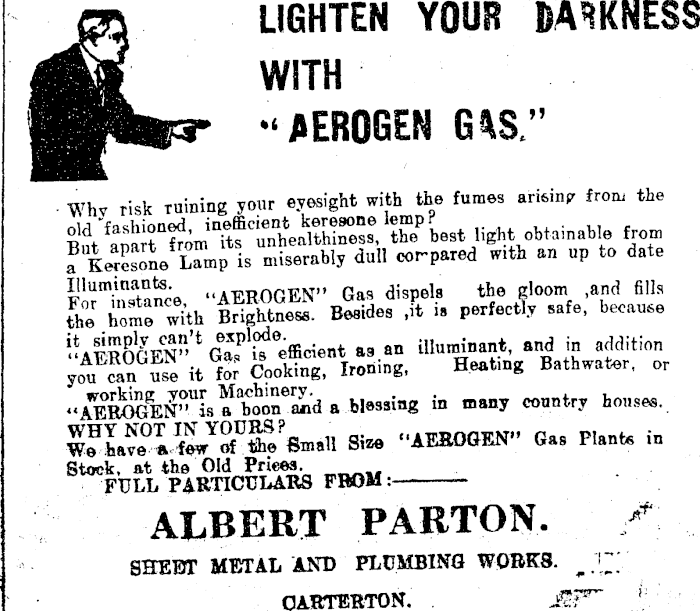 LIGHTEN YOUR DARKNESS
WITH
"AEROGEN GAS."
Why risk ruining your eyesight with the fumes arising from the
old fashioned, inefficient keresone lemp?
But apart from its unhealthiness, the best light obtainable from
a Keresone Lamp is miserably dull compared with an up to date
Illuminants.
For instance, "AEROGEN" Gas dispels the gloom ,and fills
the home with Brightness. Besides ,it is perfectly safe, because
it simply can't explode.
"AEROGEN" Gas is efficient as an illuminant, and in addition
you can use it for Cooking, Ironing, Heating Bathwater, or
working your Machinery.
"AEROGEN" is a boon and a blessing in many country houses.
WHY NOT IN YOURS?
We have a few of the Small Size "AEROGEN" Gas Plants in
Stock, at the Old Prices.
FULL PARTICULARS FROM:———
ALBERT PARTON.
SHEET METAL AND PLUMBING WORKS.
CARTERTON.